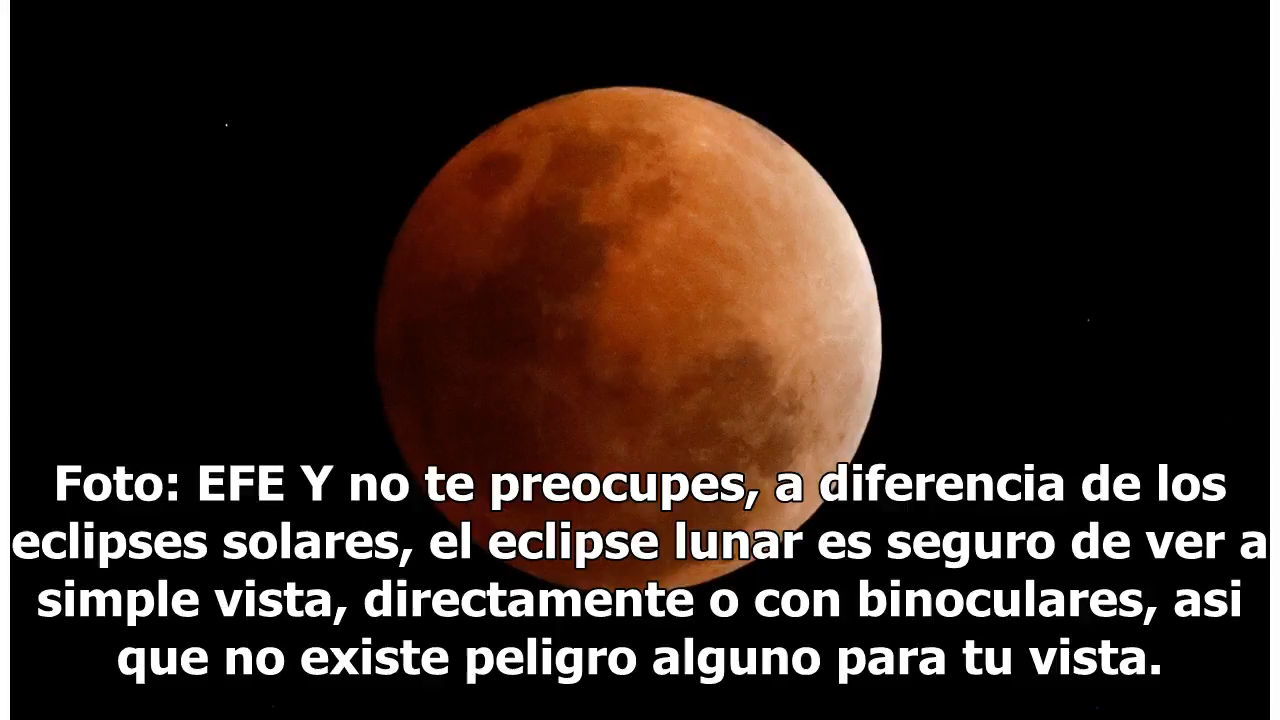 Foto: EFE Y no te preocupes, a diferencia de los
eclipses solares, el eclipse lunar es seguro de ver a
simple vista, directamente o con binoculares, asi
que no existe peligro alguno para tu vista.